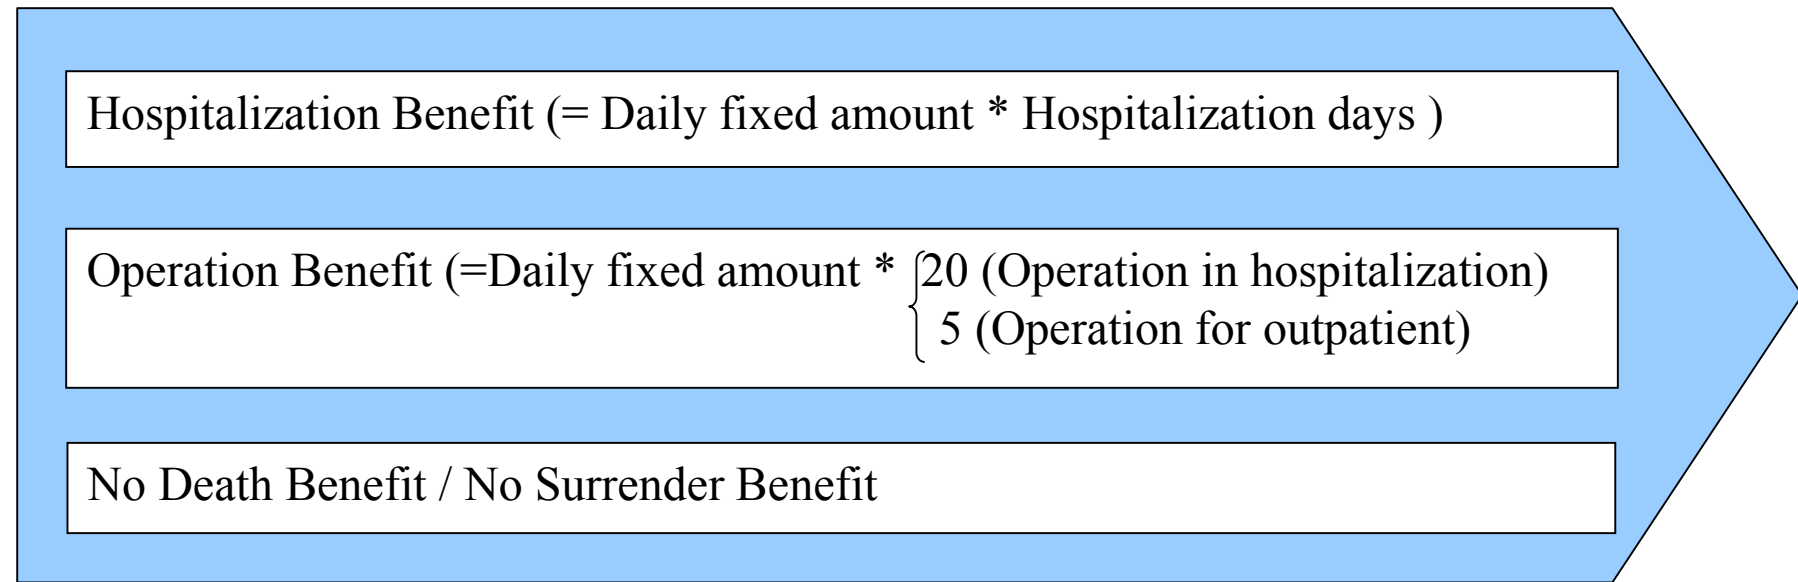 Hospitalization Benefit (= Daily fixed amount * Hospitalization days )
Operation Benefit (=Daily fixed amount * 20 (Operation in hospitalization)
5 (Operation for outpatient)
No Death Benefit / No Surrender Benefit